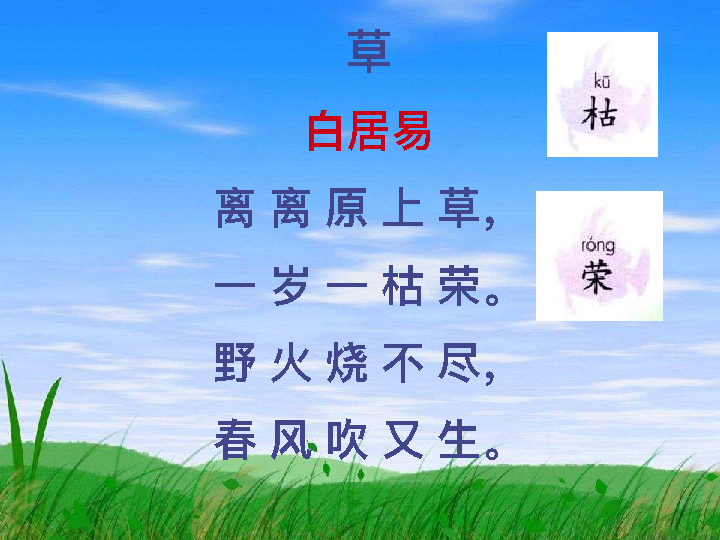 草
白居易
离离原上草，
一岁一枯荣。
野火烧不尽，
春风吹又生。
kū
枯
róng
荣